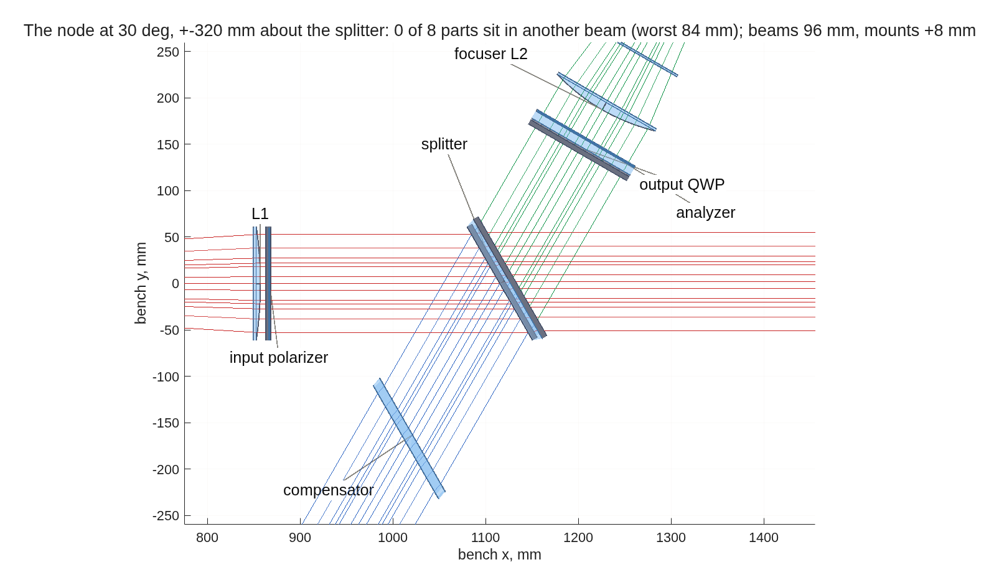 The node at 30 deg, +-320 mm about the splitter: 0 of 8 parts sit in another beam (worst 84 mm); beams 96 mm, mounts +8 mm
250
focuser L2
200
splitter
150
output QWP
100
analyzer
L1
50
0
-50
input polarizer
-100
-150
-200
compensator
-250
800 900 1000 1100 1200 1300 1400
bench x, mm
bench y, mm